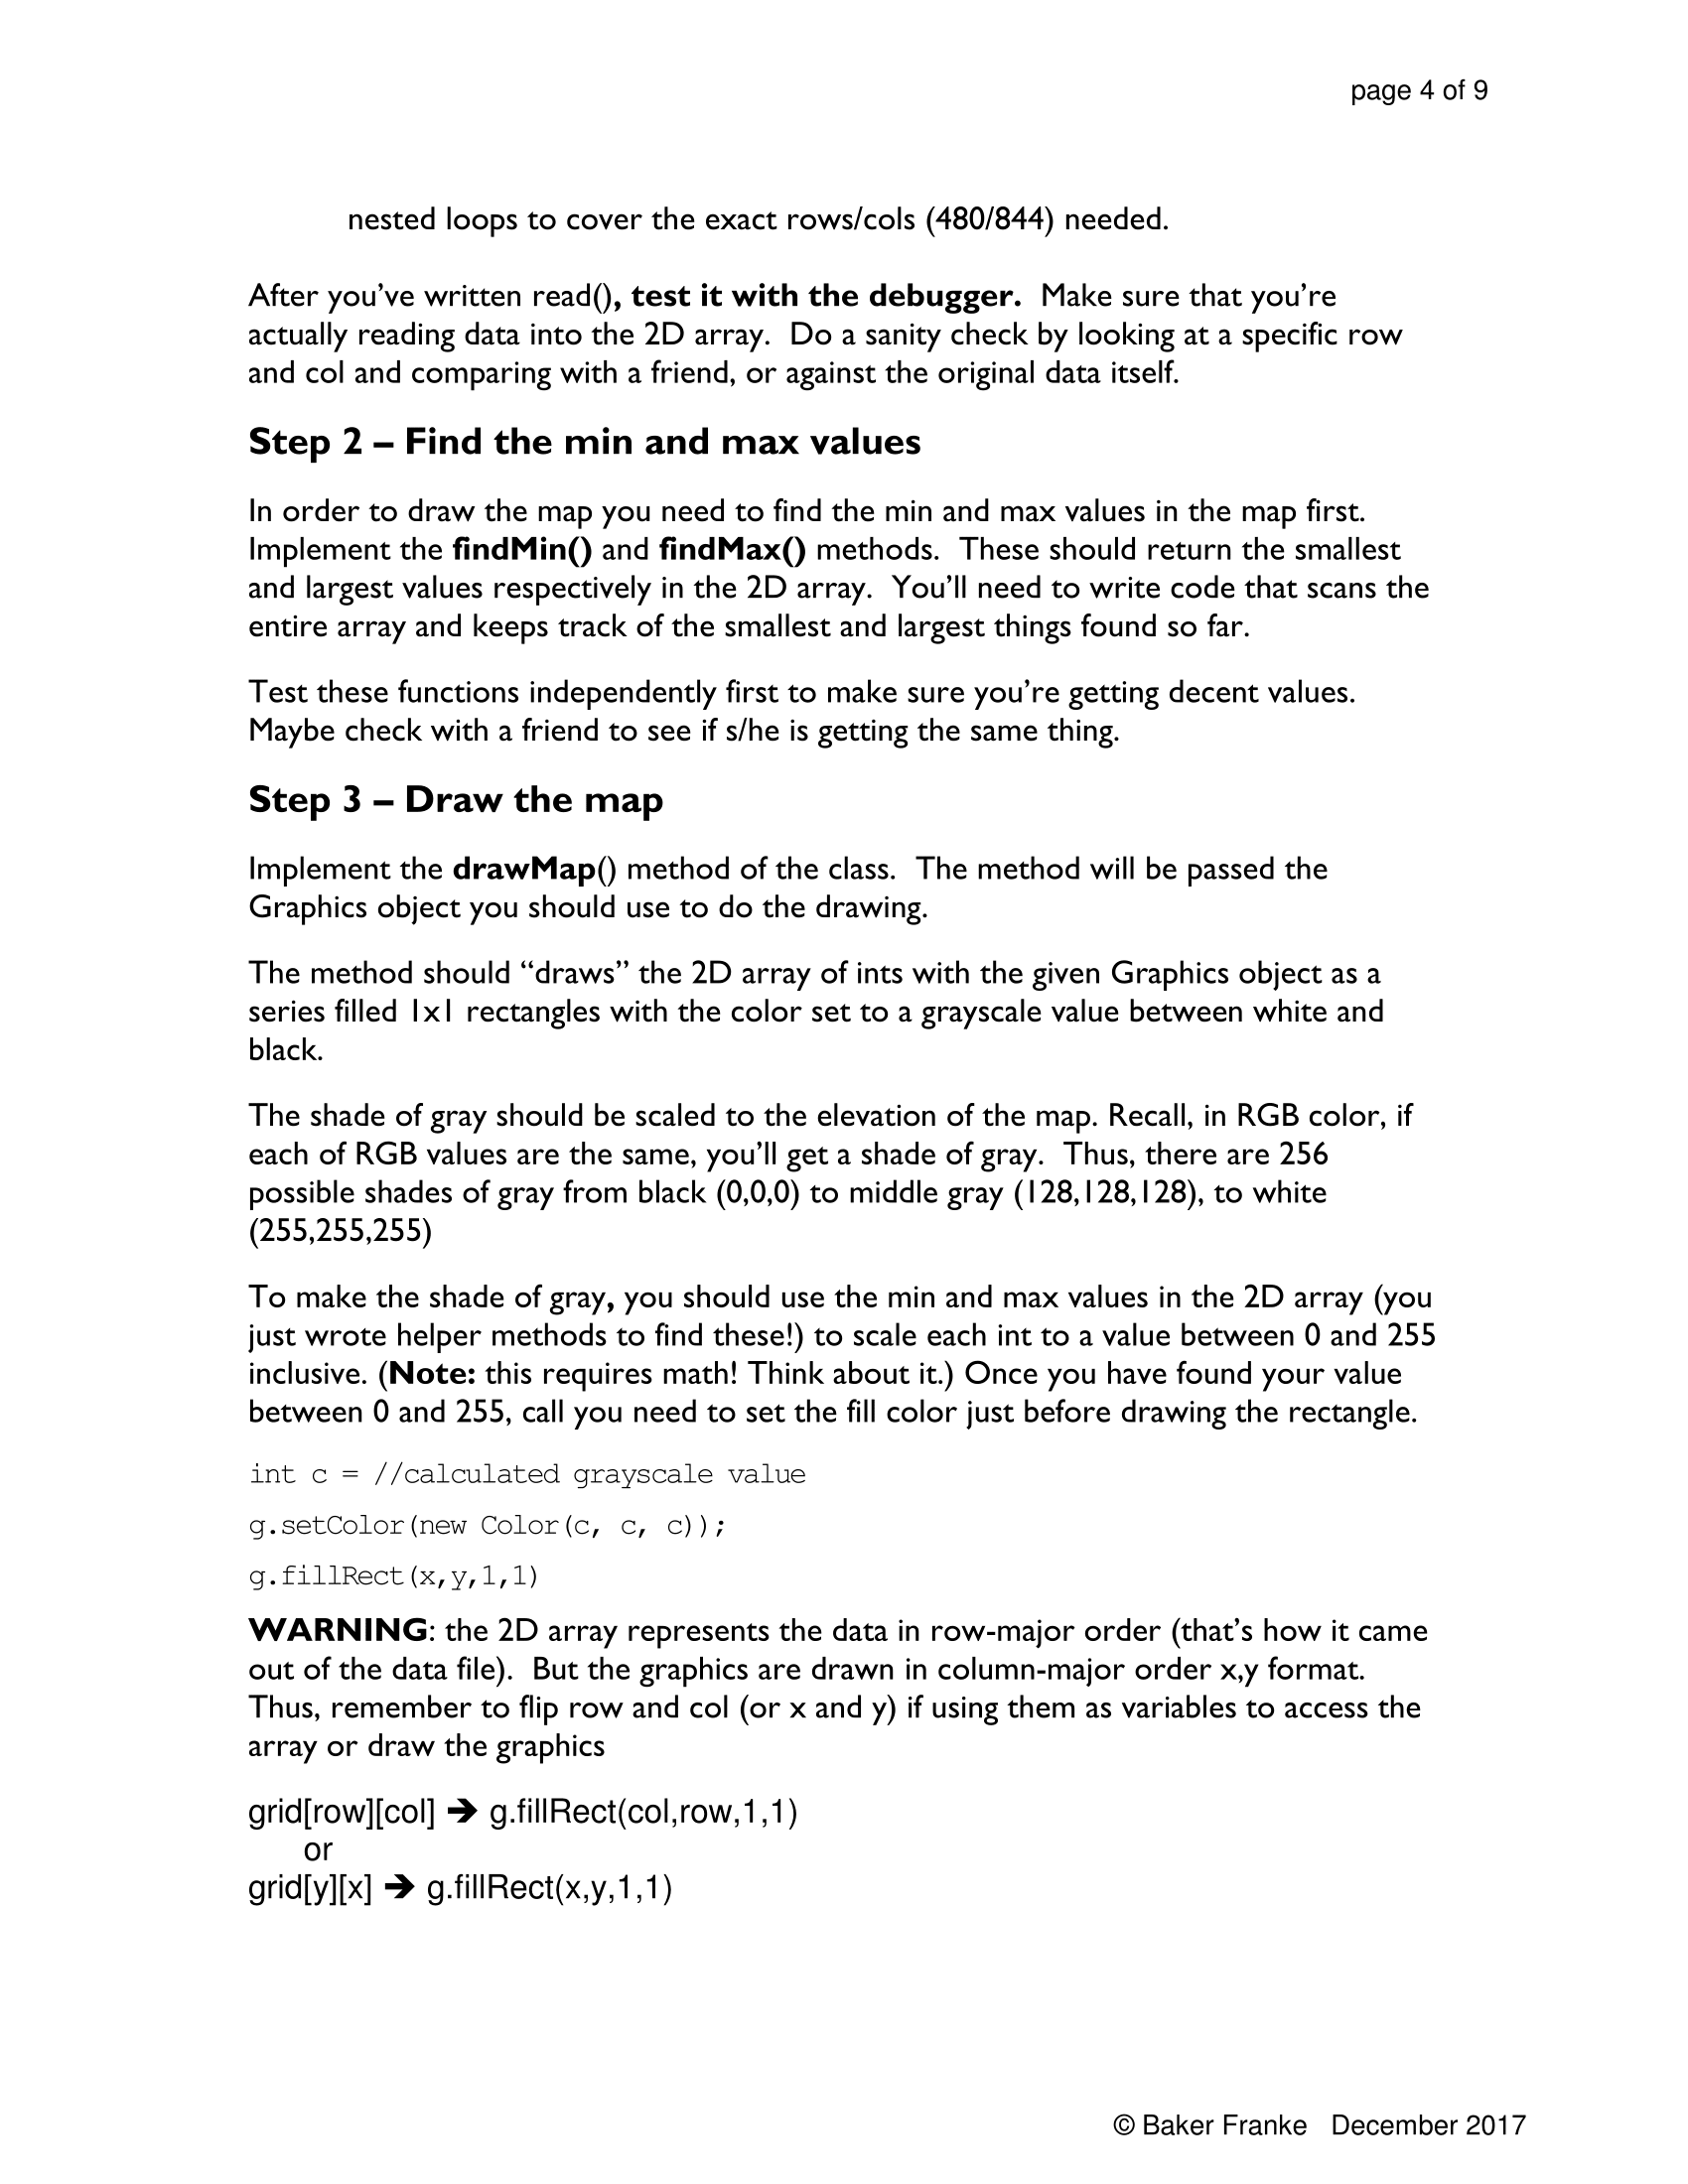 page 4 of 9
nested loops to cover the exact rows/cols (480/844) needed.
After you’ve written read(), test it with the debugger.  Make sure that you’re
actually reading data into the 2D array.  Do a sanity check by looking at a specific row
and col and comparing with a friend, or against the original data itself.
Step 2 – Find the min and max values
In order to draw the map you need to find the min and max values in the map first.
Implement the findMin() and findMax() methods.  These should return the smallest
and largest values respectively in the 2D array.  You’ll need to write code that scans the
entire array and keeps track of the smallest and largest things found so far.
Test these functions independently first to make sure you’re getting decent values.
Maybe check with a friend to see if s/he is getting the same thing.
Step 3 – Draw the map
Implement the drawMap() method of the class.  The method will be passed the
Graphics object you should use to do the drawing.
The method should “draws” the 2D array of ints with the given Graphics object as a
series filled 1x1 rectangles with the color set to a grayscale value between white and
black.
The shade of gray should be scaled to the elevation of the map. Recall, in RGB color, if
each of RGB values are the same, you’ll get a shade of gray.  Thus, there are 256
possible shades of gray from black (0,0,0) to middle gray (128,128,128), to white
(255,255,255)
To make the shade of gray, you should use the min and max values in the 2D array (you
just wrote helper methods to find these!) to scale each int to a value between 0 and 255
inclusive. (Note: this requires math! Think about it.) Once you have found your value
between 0 and 255, call you need to set the fill color just before drawing the rectangle.
int c = //calculated grayscale value
g.setColor(new Color(c, c, c));
g.fillRect(x,y,1,1)
WARNING: the 2D array represents the data in row-major order (that’s how it came
out of the data file).  But the graphics are drawn in column-major order x,y format.
Thus, remember to flip row and col (or x and y) if using them as variables to access the
array or draw the graphics
grid[row][col] ➔ g.fillRect(col,row,1,1)
or
grid[y][x] ➔ g.fillRect(x,y,1,1)
© Baker Franke   December 2017